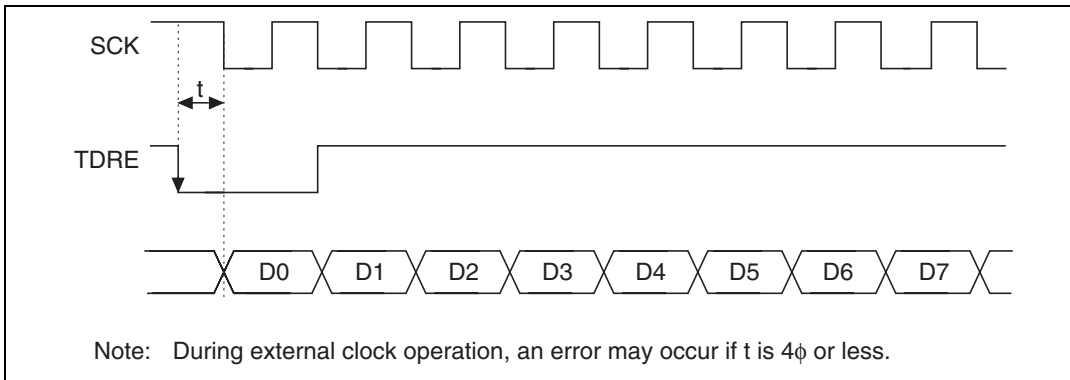 SCK
t
TDRE
D0 D1 D2 D3 D4 D5 D6 D7
Note: During external clock operation, an error may occur if t is 4ϕ or less.